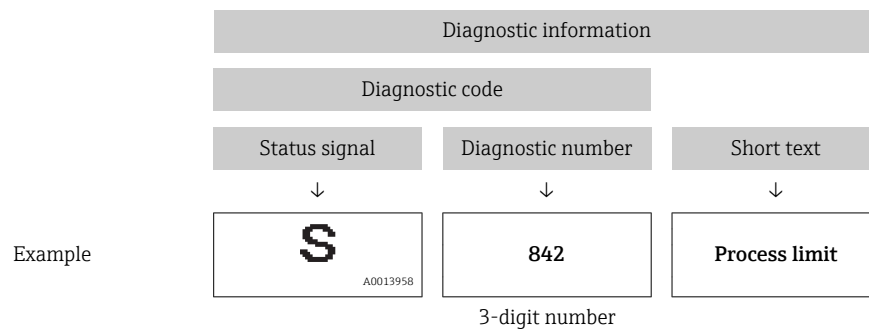 Diagnostic information
Diagnostic code
Status signal Diagnostic number Short text
↓ ↓ ↓
Example S 842 Process limit
A0013958
3-digit number